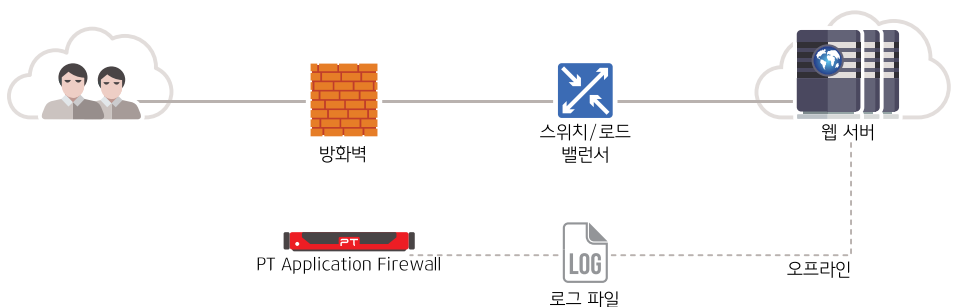 방화벽
스위치/로드
밸런서
웹 서버
PT
PT Application Firewall
LOG
로그 파일
오프라인